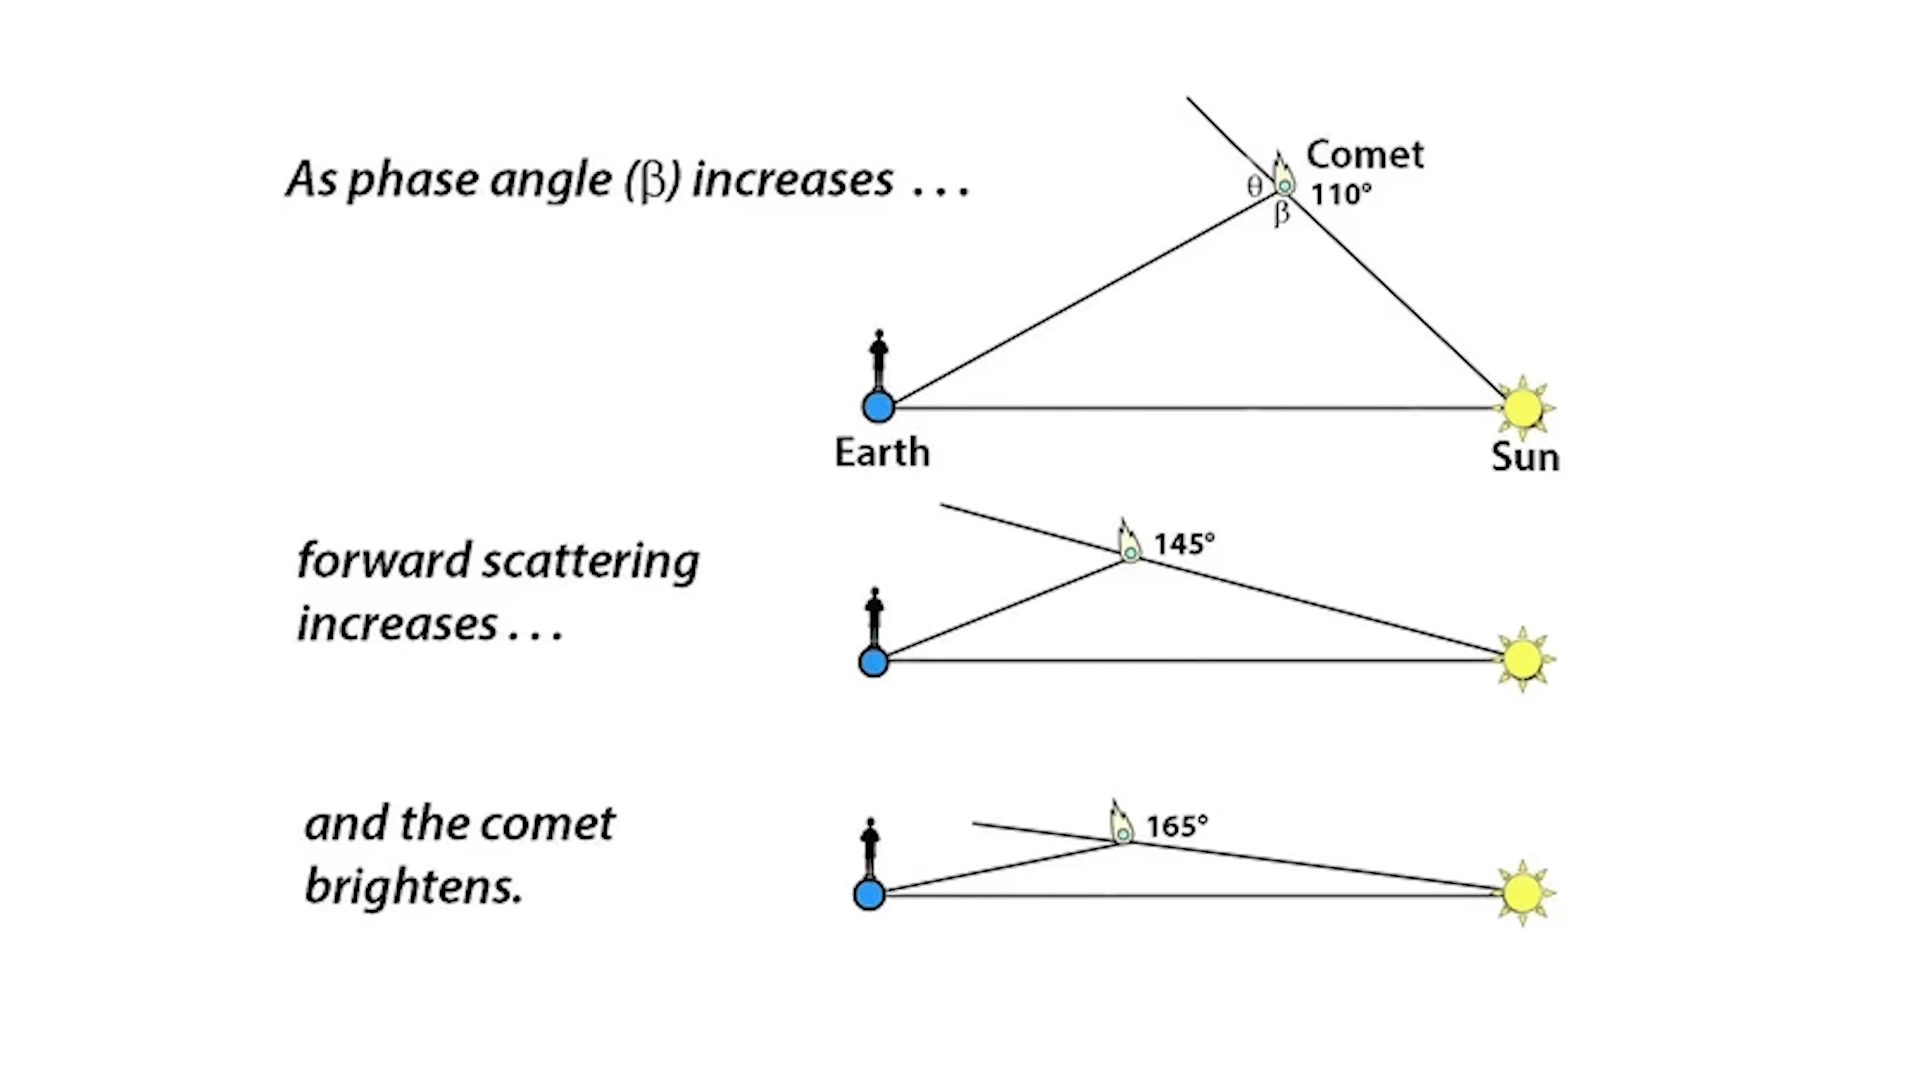 As phase angle (β) increases ...
Comet
θ
110°
β
Earth
Sun
forward scattering
increases ...
145°
and the comet
brightens.
165°